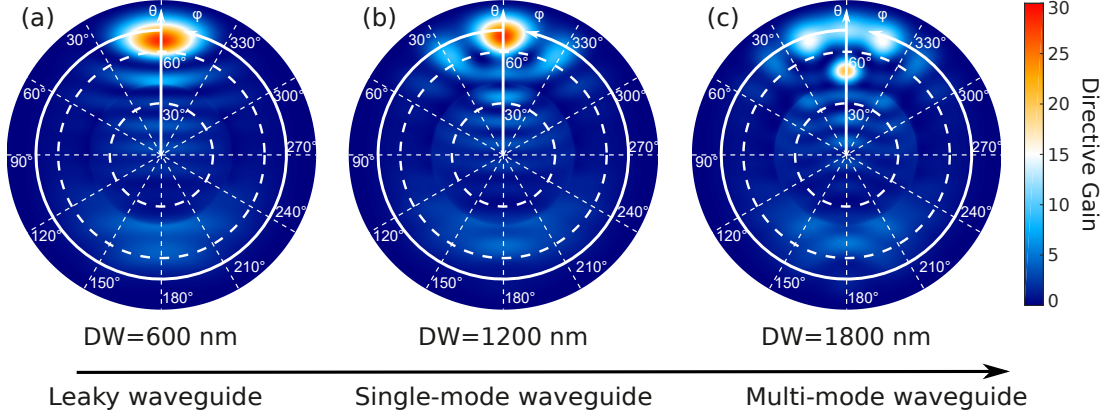 (a)
θ
φ
30°
330°
60°
60°
300°
30°
90°
270°
120°
240°
150°
210°
180°
DW=600 nm
(b)
θ
φ
30°
330°
60°
60°
300°
30°
90°
270°
120°
240°
150°
210°
180°
DW=1200 nm
(c)
θ
φ
30°
330°
60°
60°
300°
30°
90°
270°
120°
240°
150°
210°
180°
DW=1800 nm
30
25
20
15
10
5
0
Directive Gain
Leaky waveguide
Single-mode waveguide
Multi-mode waveguide